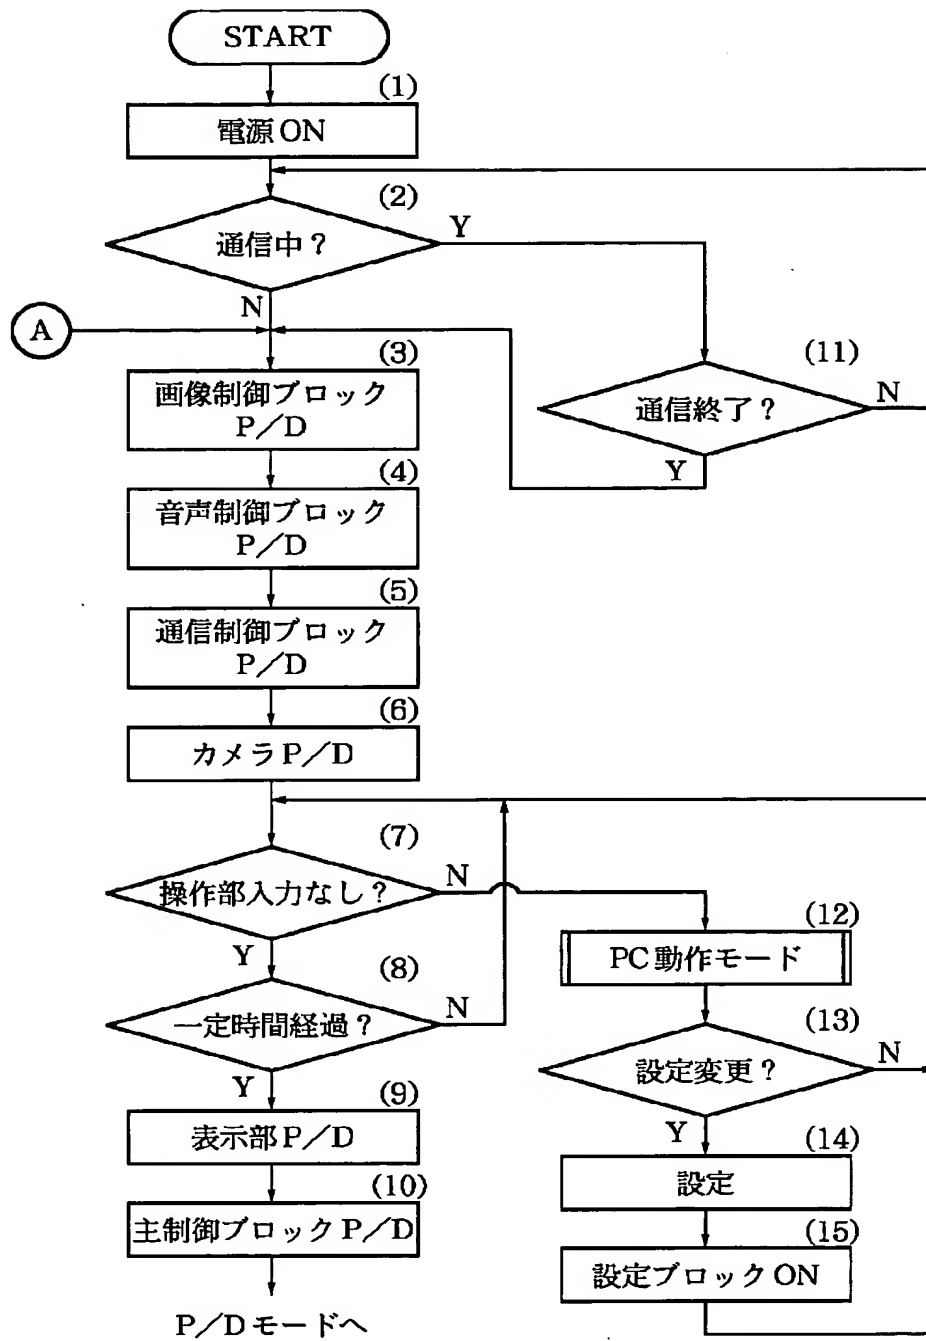 START
(1)
電源ON
(2)
通信中？
Y
N
A
(3)
画像制御ブロック
P／D
(11)
通信終了？
N
Y
(4)
音声制御ブロック
P／D
(5)
通信制御ブロック
P／D
(6)
カメラP／D
(7)
操作部入力なし？
N
Y
(12)
PC動作モード
(8)
一定時間経過？
N
Y
(13)
設定変更？
N
Y
(9)
表示部P／D
(10)
主制御ブロックP／D
(14)
設定
(15)
設定ブロックON
P／Dモードへ